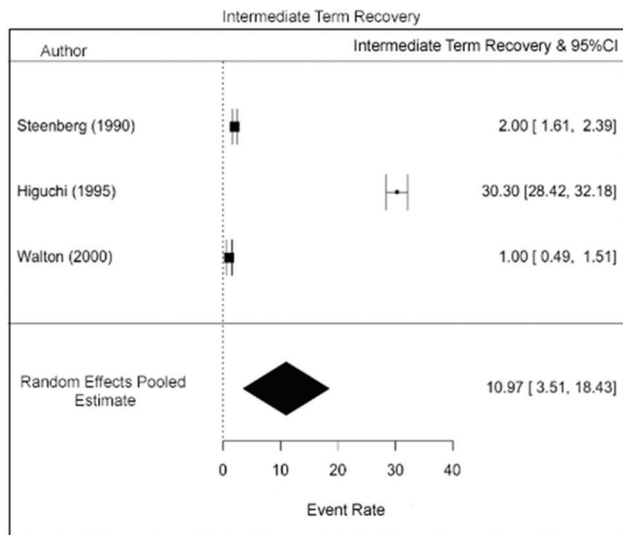 Intermediate Term Recovery
Author Intermediate Term Recovery & 95%CI
Steenberg (1990) 2.00 [ 1.61, 2.39]
Higuchi (1995) 30.30 [28.42, 32.18]
Walton (2000) 1.00 [ 0.49, 1.51]
Random Effects Pooled
Estimate
10.97 [ 3.51, 18.43]
0 10 20 30 40
Event Rate